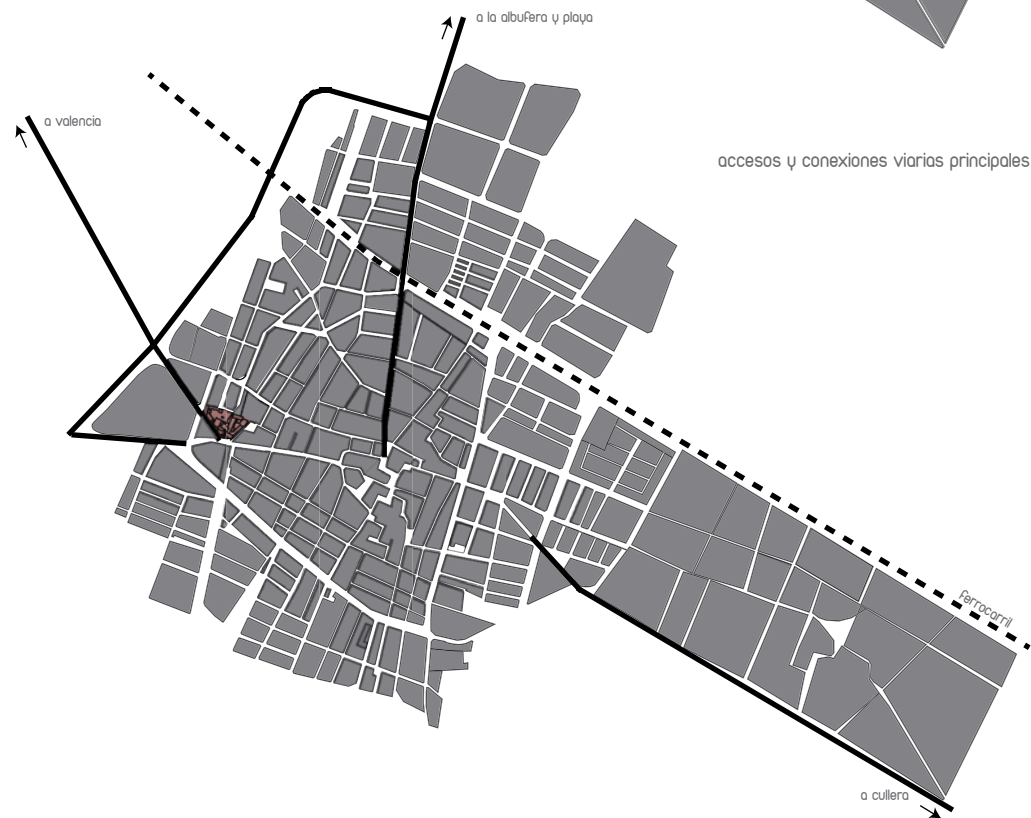 a la albufera y playa
a valencia
accesos y conexiones viarias principales
ferrocarril
a cullera